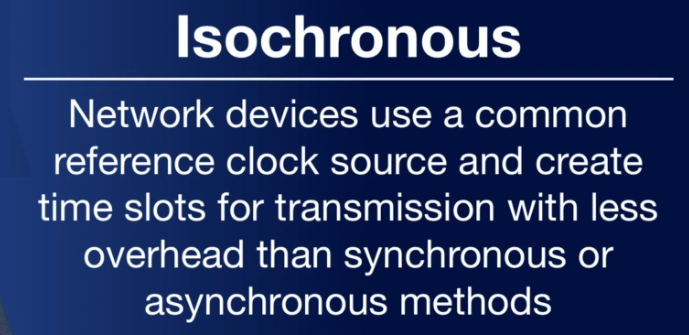 Isochronous
Network devices use a common
reference clock source and create
time slots for transmission with less
overhead than synchronous or
asynchronous methods